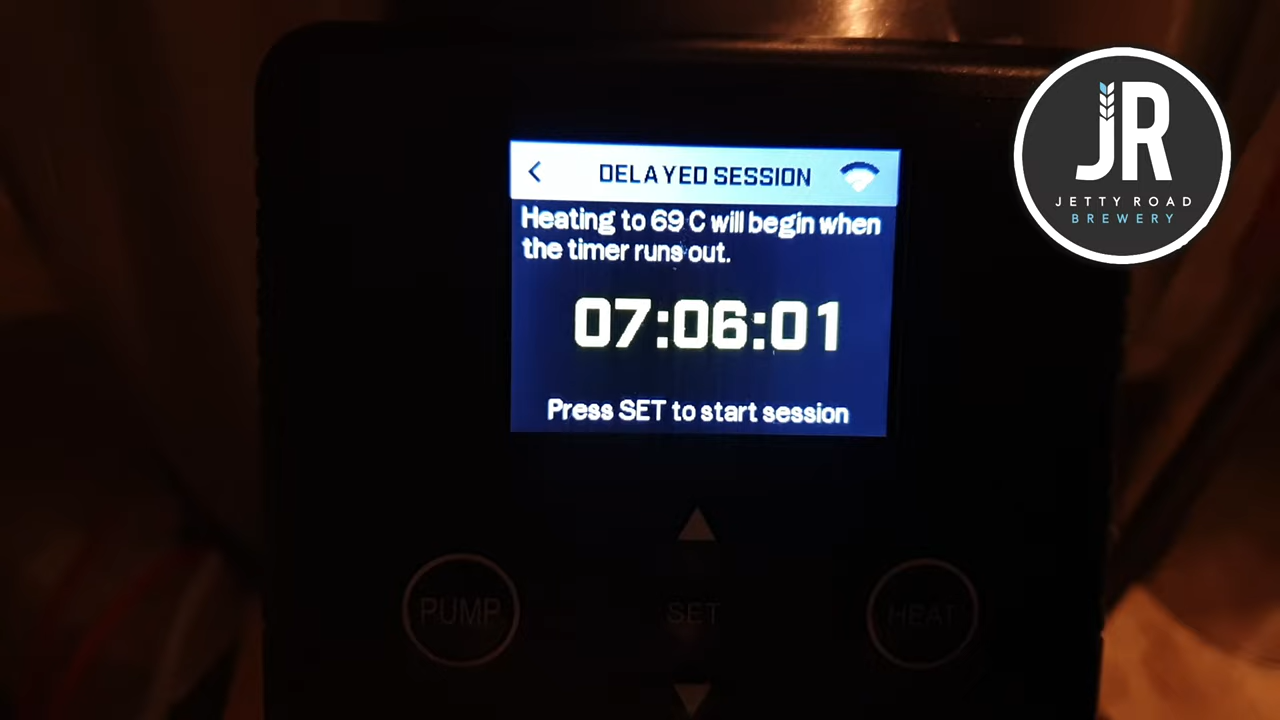 DELAYED SESSION
Heating to 69 C will begin when
the timer runs out.
07:06:01
Press SET to start session
PUMP
SET
HEAT
JR
JETTY ROAD
BREWERY